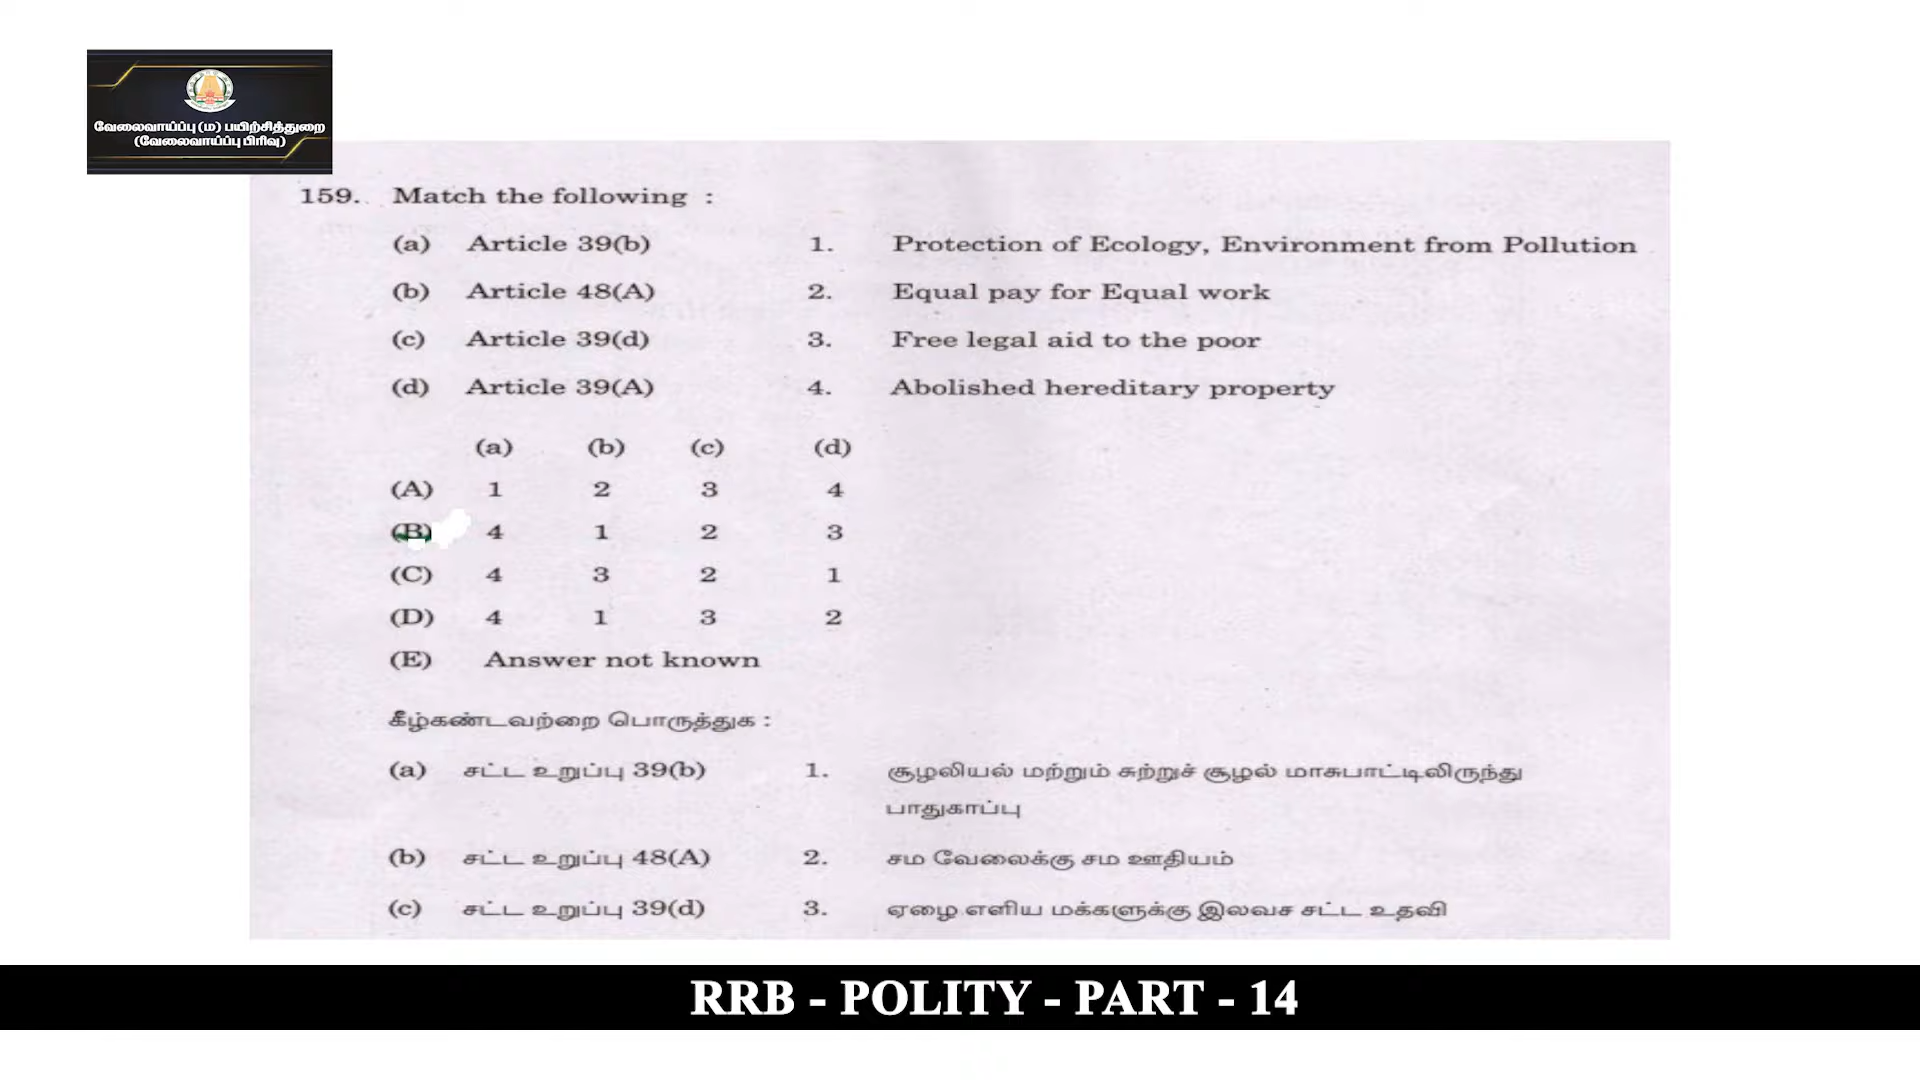 வேலைவாய்ப்பு (ம) பயிற்சித்துறை
(வேலைவாய்ப்பு பிரிவு)
159. Match the following :
(a) Article 39(b) 1. Protection of Ecology, Environment from Pollution
(b) Article 48(A) 2. Equal pay for Equal work
(c) Article 39(d) 3. Free legal aid to the poor
(d) Article 39(A) 4. Abolished hereditary property
(a) (b) (c) (d)
(A) 1 2 3 4
(B) 4 1 2 3
(C) 4 3 2 1
(D) 4 1 3 2
(E) Answer not known
கீழ்கண்டவற்றை பொருத்துக :
(a) சட்ட உறுப்பு 39(b) 1. சூழலியல் மற்றும் சுற்றுச் சூழல் மாசுபாட்டிலிருந்து
பாதுகாப்பு
(b) சட்ட உறுப்பு 48(A) 2. சம வேலைக்கு சம ஊதியம்
(c) சட்ட உறுப்பு 39(d) 3. ஏழை எளிய மக்களுக்கு இலவச சட்ட உதவி
RRB - POLITY - PART - 14